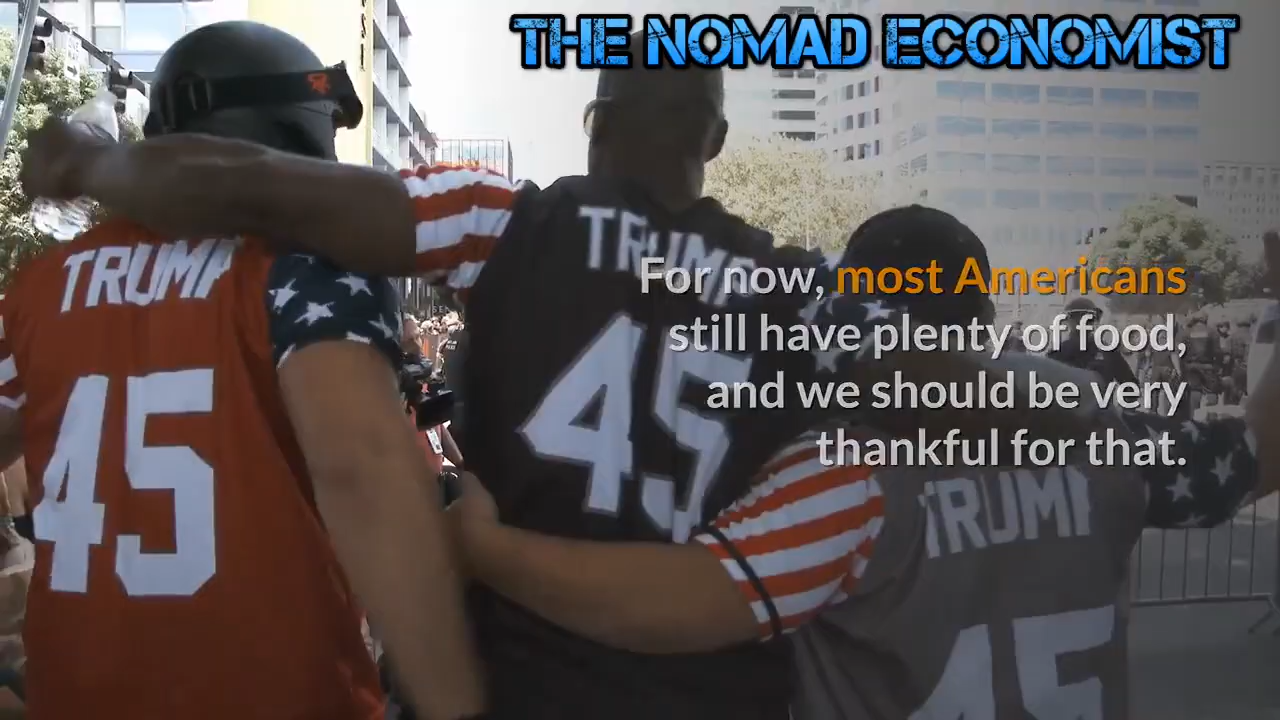 THE NOMAD ECONOMIST
TRUMP
TRUMP
45
45
For now, most Americans
still have plenty of food,
and we should be very
thankful for that.
TRUMP
45